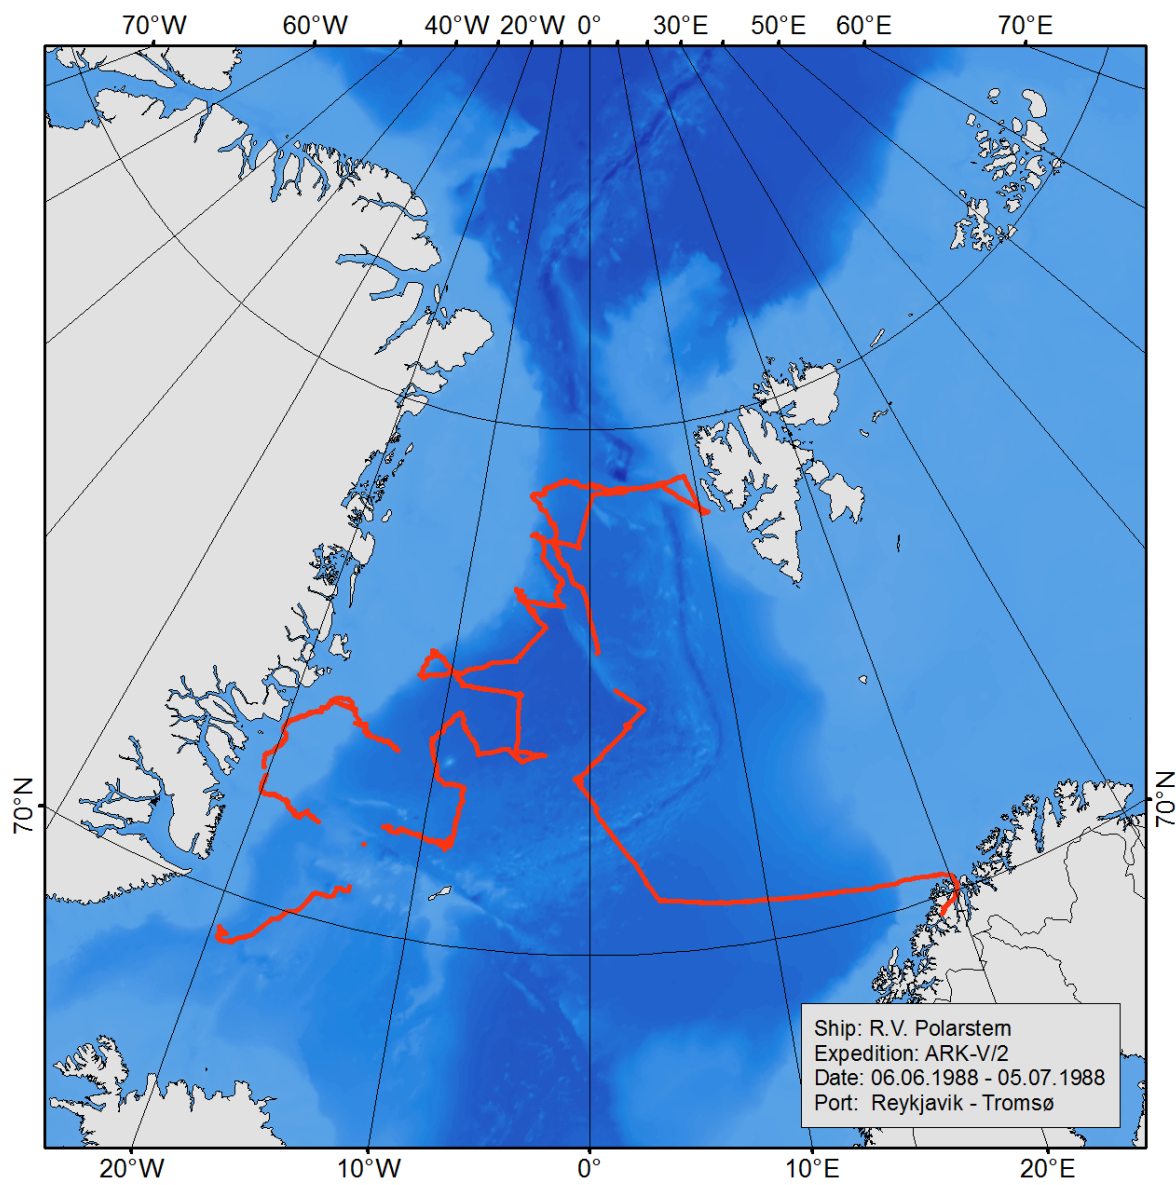 70°W 60°W 40°W 20°W 0° 30°E 50°E 60°E 70°E
70°N 70°N
Ship: R.V. Polarstern
Expedition: ARK-V/2
Date: 06.06.1988 - 05.07.1988
Port: Reykjavik - Tromsø
20°W 10°W 0° 10°E 20°E